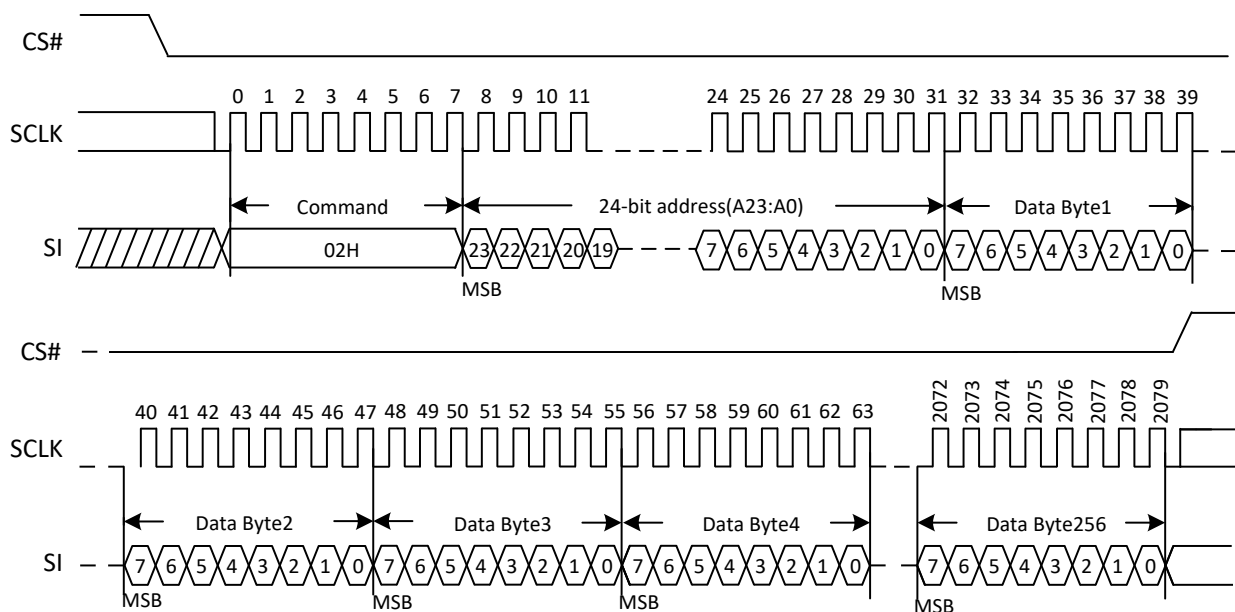 CS#
0 1 2 3 4 5 6 7 8 9 10 11 24 25 26 27 28 29 30 31 32 33 34 35 36 37 38 39
SCLK
Command 24-bit address(A23:A0) Data Byte1
SI 02H 23 22 21 20 19 7 6 5 4 3 2 1 0 7 6 5 4 3 2 1 0
MSB MSB
CS#
40 41 42 43 44 45 46 47 48 49 50 51 52 53 54 55 56 57 58 59 60 61 62 63 2072 2073 2074 2075 2076 2077 2078 2079
SCLK
Data Byte2 Data Byte3 Data Byte4 Data Byte256
SI 7 6 5 4 3 2 1 0 7 6 5 4 3 2 1 0 7 6 5 4 3 2 1 0 7 6 5 4 3 2 1 0
MSB MSB MSB MSB